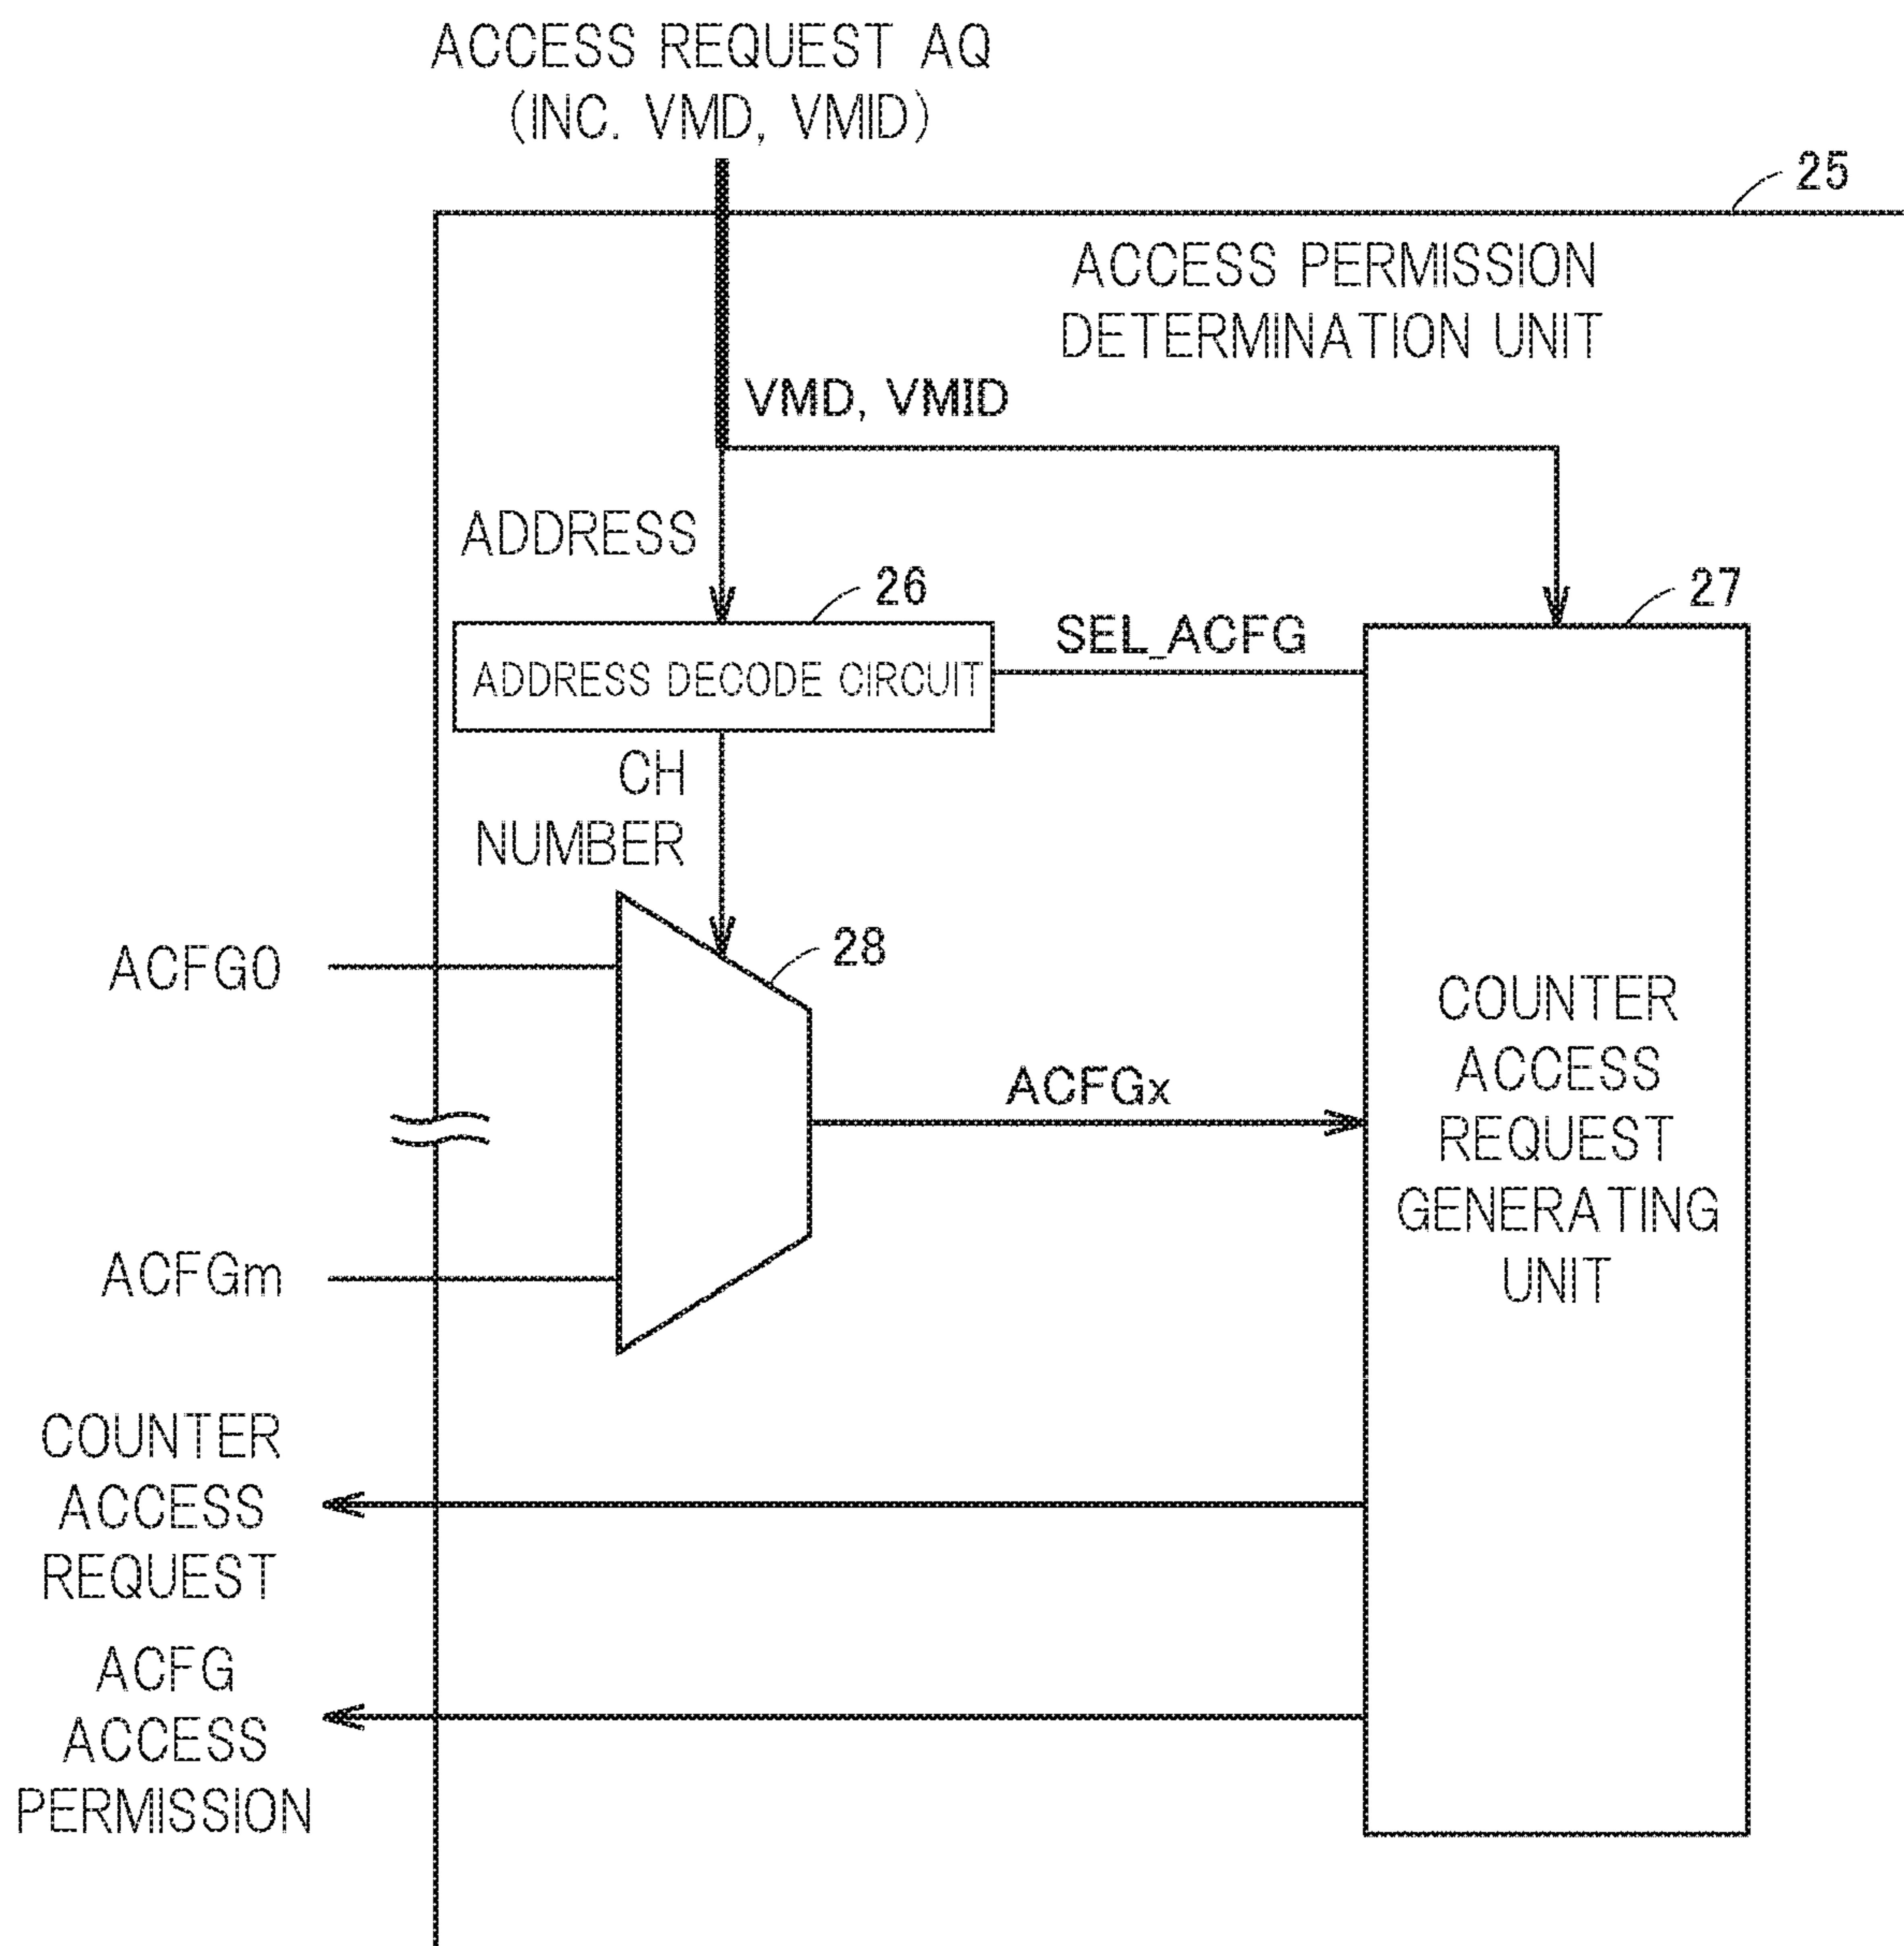 ACCESS REQUEST AQ
(INC. VMD, VMID)
25
ACCESS PERMISSION
DETERMINATION UNIT
VMD, VMID
ADDRESS
26
27
SEL_ACFG
ADDRESS DECODE CIRCUIT
CH
NUMBER
28
ACFG0
ACFGx
ACFGm
COUNTER
ACCESS
REQUEST
GENERATING
UNIT
COUNTER
ACCESS
REQUEST
ACFG
ACCESS
PERMISSION